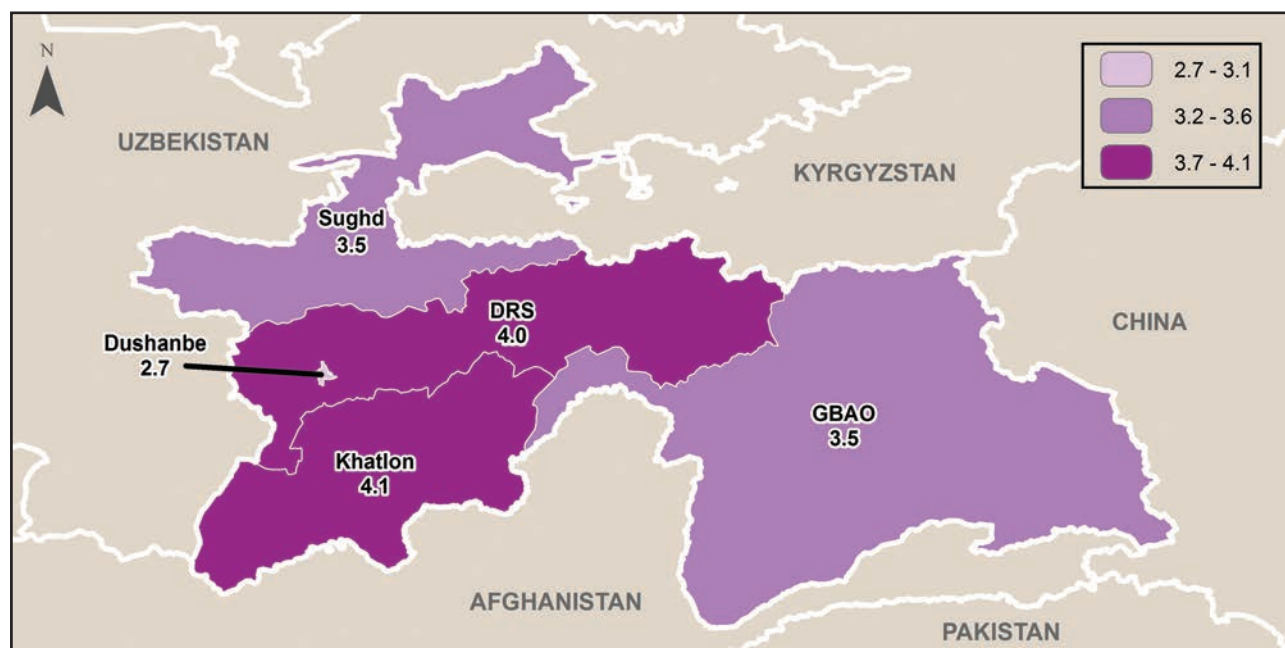 N
2.7 - 3.1
3.2 - 3.6
3.7 - 4.1
UZBEKISTAN
KYRGYZSTAN
Sughd
3.5
DRS
4.0
CHINA
Dushanbe
2.7
GBAO
3.5
Khatlon
4.1
AFGHANISTAN
PAKISTAN